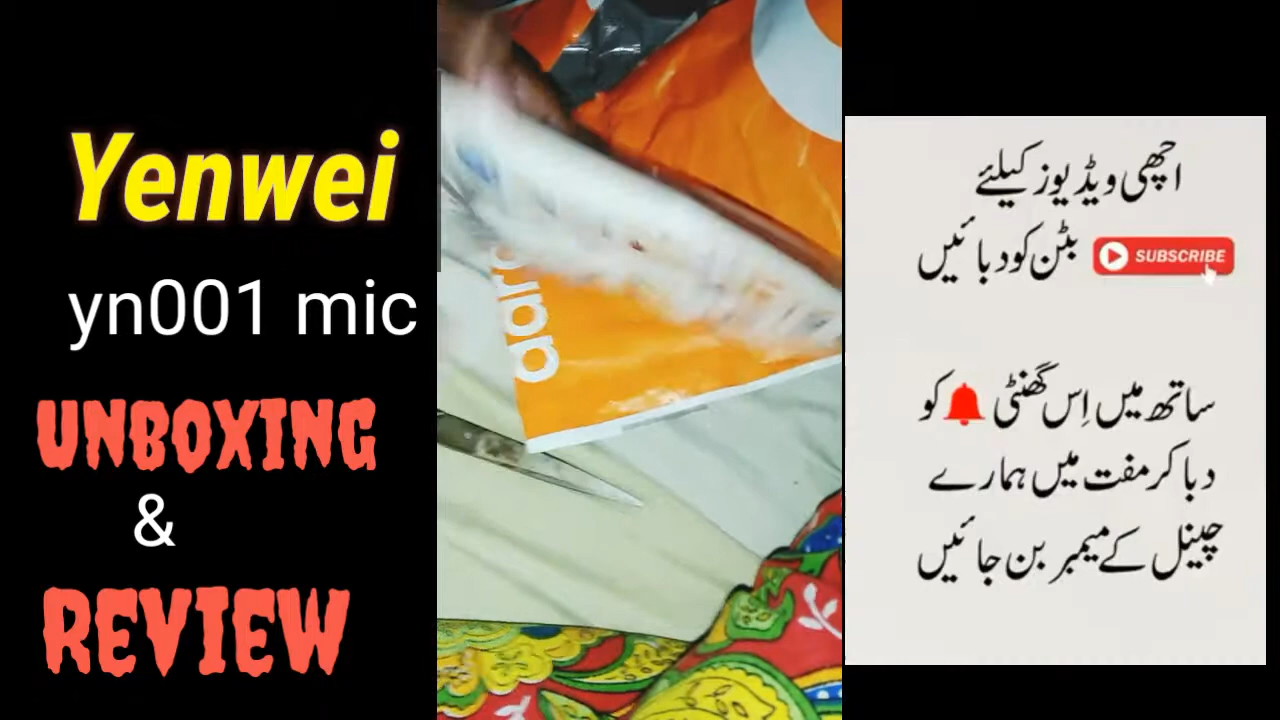 Yenwei
yn001 mic
UNBOXING
&
REVIEW
اچھی ویڈیوز کیلئے
SUBSCRIBE بٹن کو دبائیں
ساتھ میں اِس گھنٹی کو
دبا کر مفت میں ہمارے
چینل کے میمبر بن جائیں